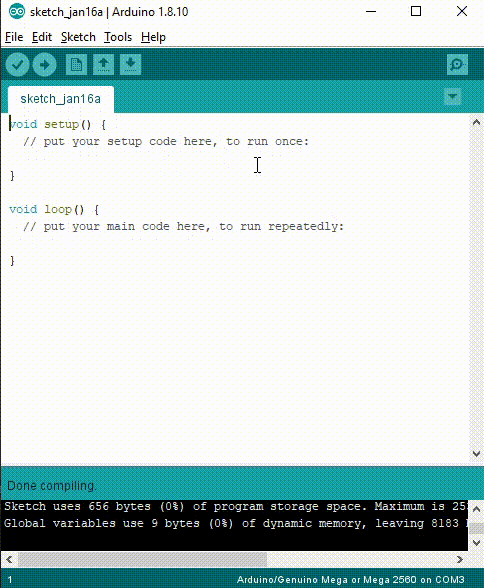 sketch_jan16a | Arduino 1.8.10
File Edit Sketch Tools Help
sketch_jan16a
void setup() {
// put your setup code here, to run once:
}
void loop() {
// put your main code here, to run repeatedly:
}
Done compiling.
Sketch uses 656 bytes (0%) of program storage space. Maximum is
Global variables use 9 bytes (0%) of dynamic memory, leaving 8183
1
Arduino/Genuino Mega or Mega 2560 on COM3